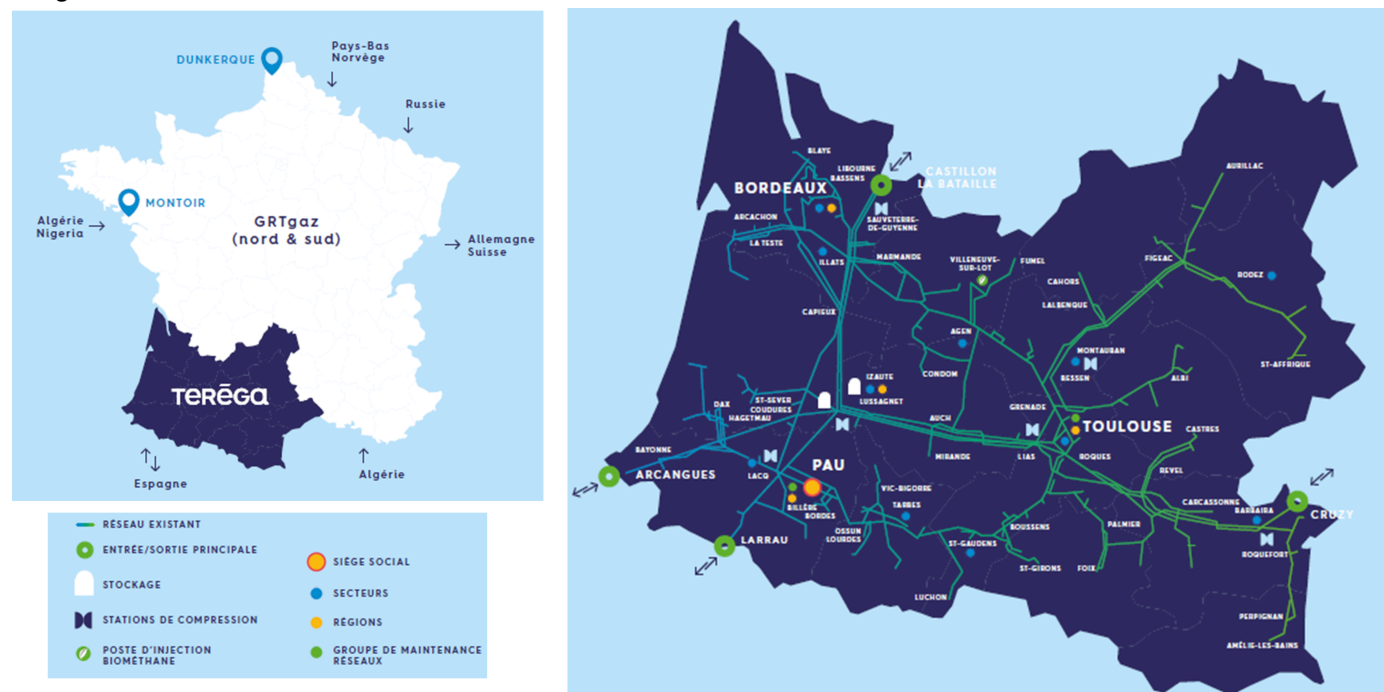 DUNKERQUE
Pays-Bas
Norvège
Russie
MONTOIR
Algérie
Nigeria
GRTgaz
(nord & sud)
Allemagne
Suisse
TERĒGA
Espagne
Algérie
RÉSEAU EXISTANT
ENTRÉE/SORTIE PRINCIPALE
STOCKAGE
STATIONS DE COMPRESSION
POSTE D'INJECTION
BIOMÉTHANE
SIÈGE SOCIAL
SECTEURS
RÉGIONS
GROUPE DE MAINTENANCE
RÉSEAUX
BLAYE
LIBOURNE
BASSENS
CASTILLON
LA BATAILLE
BORDEAUX
ARCACHON
SAUVETERRE-
DE-GUYENNE
LA TESTE
ILLATS
MARMANDE
VILLENEUVE-
SUR-LOT
FUMEL
AURILLAC
FIGEAC
RODEZ
CAHORS
LALBENQUE
CAPIEUX
AGEN
MONTAUBAN
BESSEN
ST-AFFRIQUE
CONDOM
IZAUTE
LUSSAGNET
ALBI
DAX
ST-SEVER
COUDURES
HAGETMAU
AUCH
GRENADE
TOULOUSE
CASTRES
BAYONNE
ARCANGUES
LACQ
PAU
MIRANDE
LIAS
ROQUES
REVEL
VIC-BIGORRE
BILLÈRE
BORDES
TARBES
CARCASSONNE
BARBAIRA
CRUZY
LARRAU
OSSUN
LOURDES
BOUSSENS
PALMIER
ST-GAUDENS
ROQUEFORT
ST-GIRONS
FOIX
LUCHON
PERPIGNAN
AMÉLIE-LES-BAINS